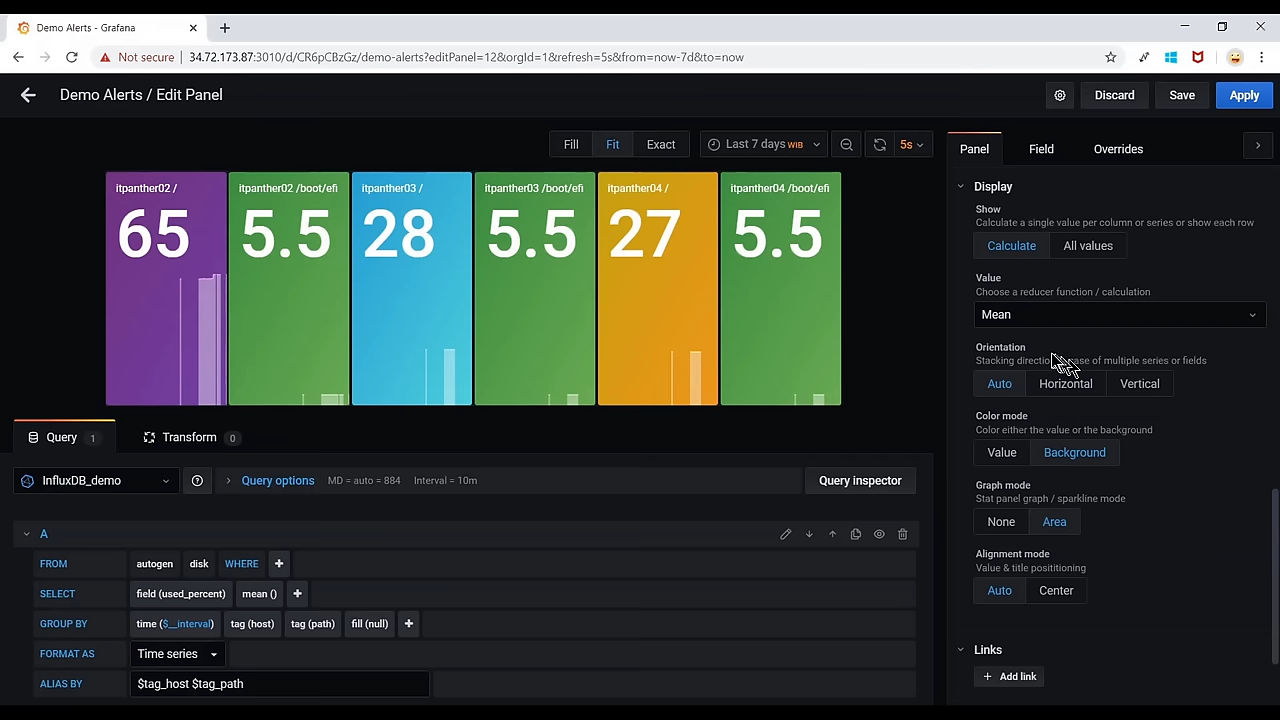 Demo Alerts - Grafana
Not secure 34.72.173.87:3010/d/CR6pCBzGz/demo-alerts?editPanel=12&orgId=1&refresh=5s&from=now-7d&to=now
Demo Alerts / Edit Panel
Discard Save Apply
Fill Fit Exact Last 7 days WIB 5s
Panel Field Overrides
itpanther02 / itpanther02 /boot/efi itpanther03 / itpanther03 /boot/efi itpanther04 / itpanther04 /boot/efi
65 5.5 28 5.5 27 5.5
Display
Show
Calculate a single value per column or series or show each row
Calculate All values
Value
Choose a reducer function / calculation
Mean
Orientation
Stacking direction ase of multiple series or fields
Auto Horizontal Vertical
Color mode
Color either the value or the background
Value Background
Graph mode
Stat panel graph / sparkline mode
None Area
Alignment mode
Value & title posititioning
Auto Center
Links
+ Add link
Query 1 Transform 0
InfluxDB_demo Query options MD = auto = 884 Interval = 10m Query inspector
A
FROM autogen disk WHERE +
SELECT field (used_percent) mean () +
GROUP BY time ($__interval) tag (host) tag (path) fill (null) +
FORMAT AS Time series
ALIAS BY $tag_host $tag_path